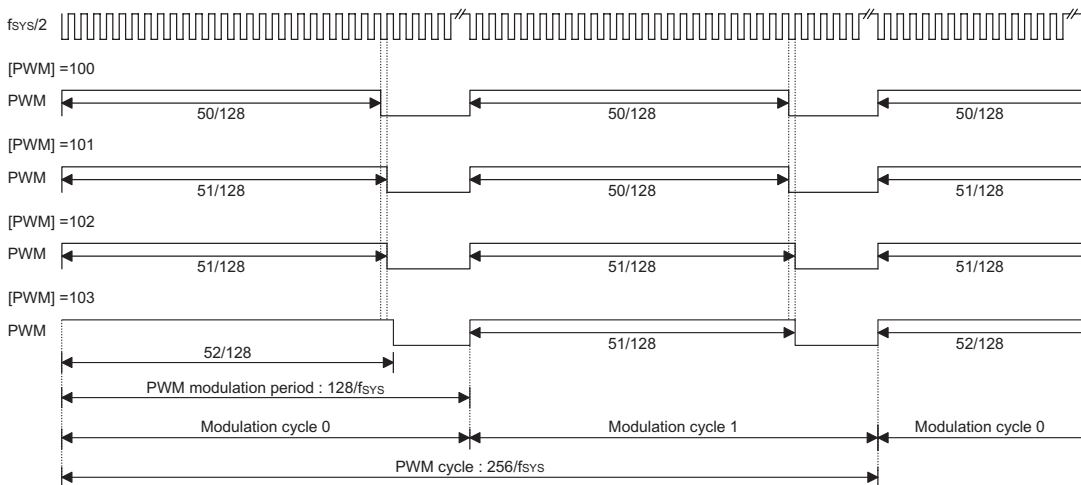 fSYS/2
[PWM] =100
PWM
50/128 50/128 50/128
[PWM] =101
PWM
51/128 50/128 51/128
[PWM] =102
PWM
51/128 51/128 51/128
[PWM] =103
PWM
52/128 51/128 52/128
PWM modulation period : 128/fSYS
Modulation cycle 0 Modulation cycle 1 Modulation cycle 0
PWM cycle : 256/fSYS